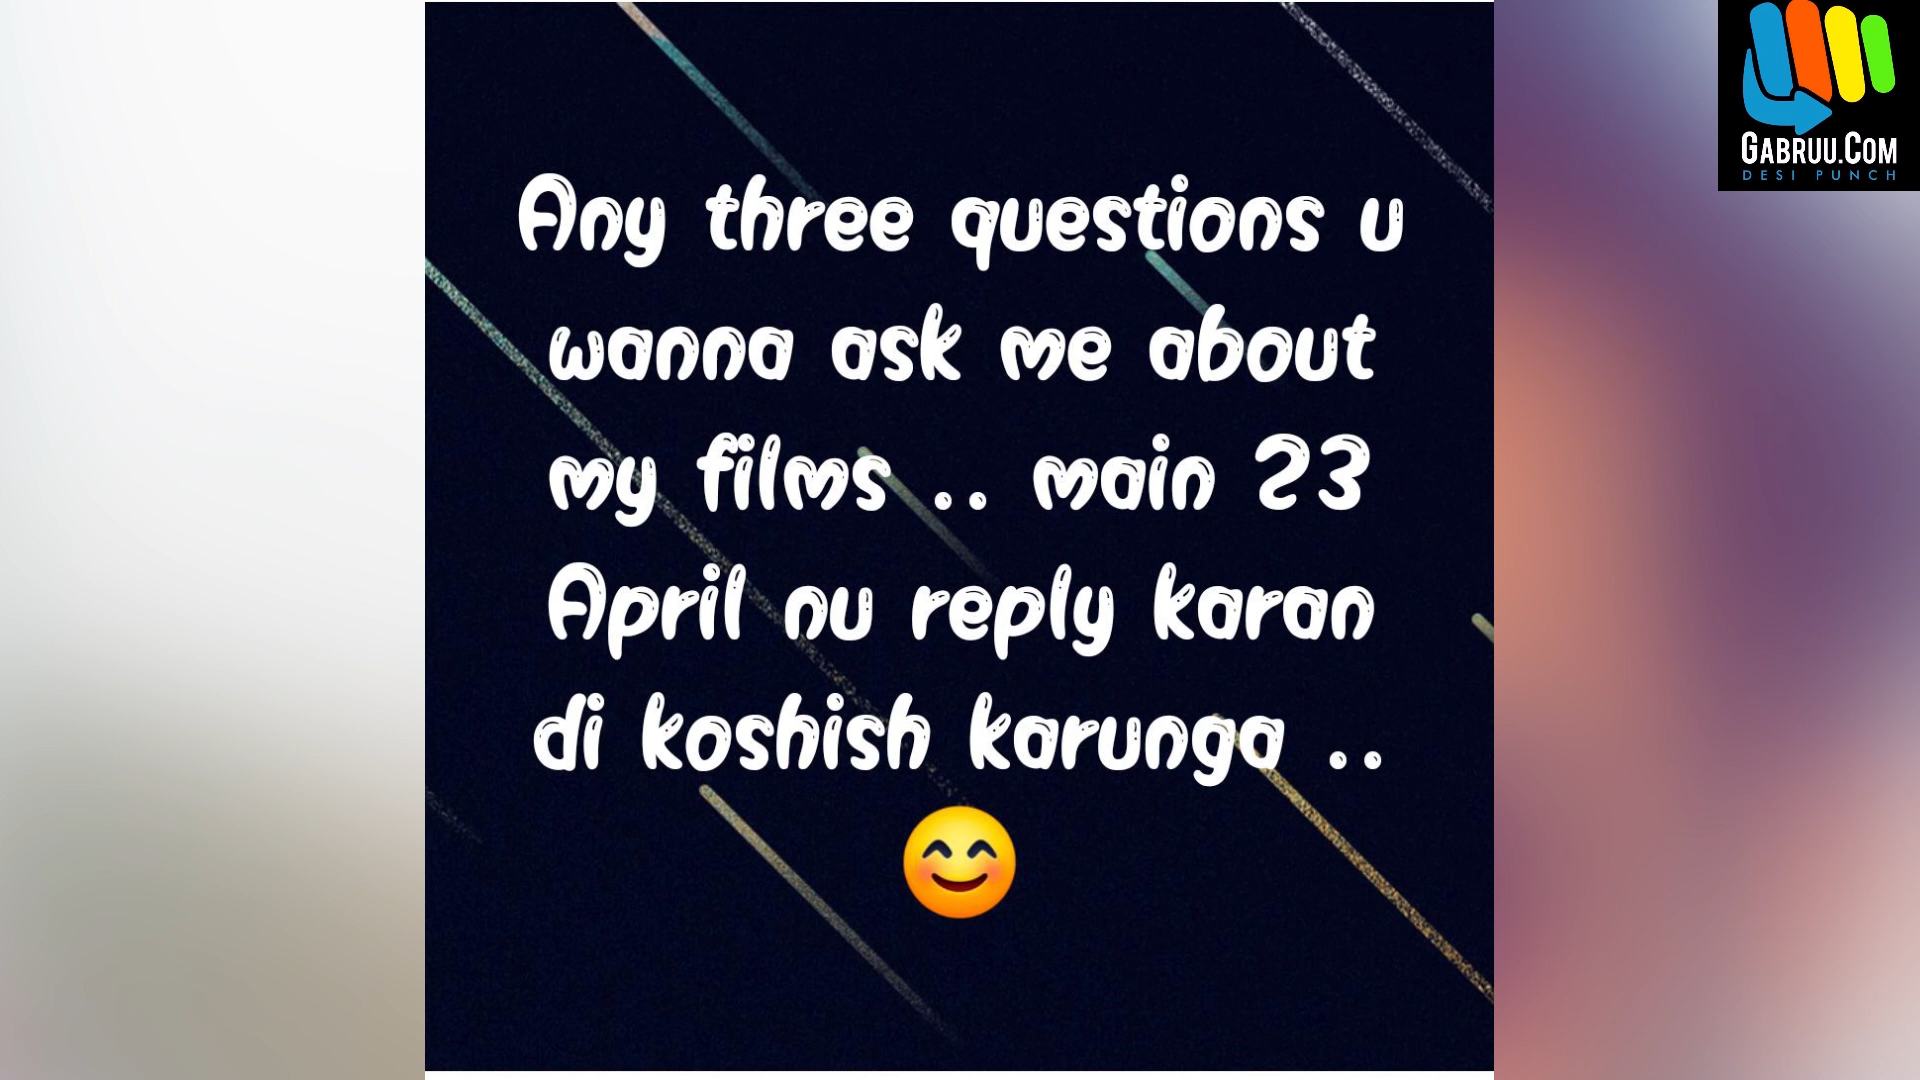 Any three questions u
wanna ask me about
my films .. main 23
April nu reply karan
di koshish karunga ..
😊
GABRUU.COM
DESI PUNCH